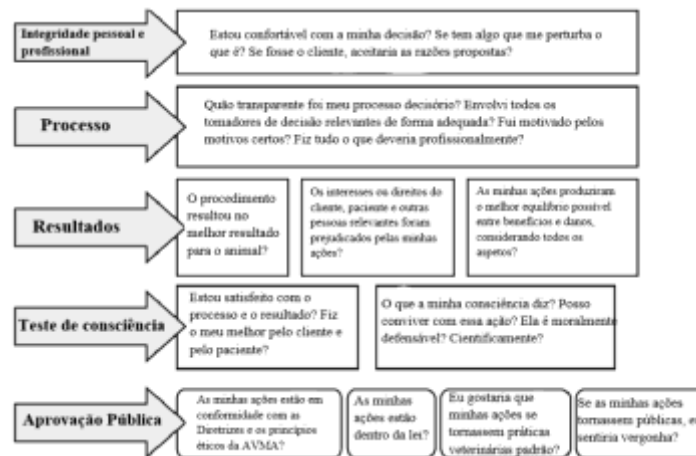 Integridade pessoal e
profissional
Estou confortável com a minha decisão? Se tem algo que me perturba o
que é? Se fosse o cliente, aceitaria as razões propostas?
Processo
Quão transparente foi meu processo decisório? Envolvi todos os
tomadores de decisão relevantes de forma adequada? Fui motivado pelos
motivos certos? Fiz tudo o que deveria profissionalmente?
Resultados
O procedimento
resultou no
melhor resultado
para o animal?
Os interesses ou direitos do
cliente, paciente e outras
pessoas relevantes foram
prejudicados pelas minhas
ações?
As minhas ações produziram
o melhor equilíbrio possível
entre benefícios e danos,
considerando todos os
aspetos?
Teste de consciência
Estou satisfeito com o
processo e o resultado? Fiz
o meu melhor pelo cliente e
pelo paciente?
O que a minha consciência diz? Posso
conviver com essa ação? Ela é moralmente
defensável? Cientificamente?
Aprovação Pública
As minhas ações estão em
conformidade com as
Diretrizes e os princípios
éticos da AVMA?
As minhas
ações estão
dentro da lei?
Eu gostaria que
minhas ações se
tornassem práticas
veterinárias padrão?
Se as minhas ações
tornassem públicas, eu
sentiria vergonha?